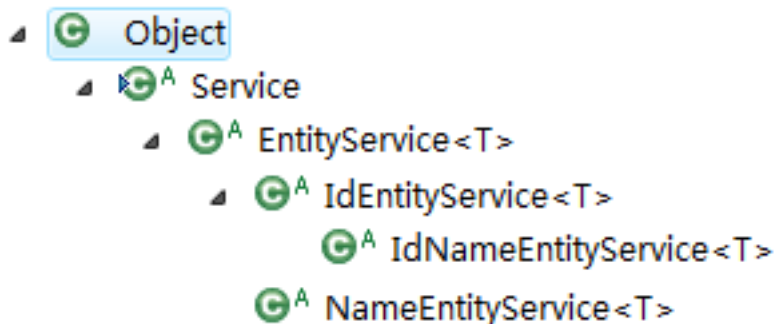 Object
Service
EntityService<T>
IdEntityService<T>
IdNameEntityService<T>
NameEntityService<T>